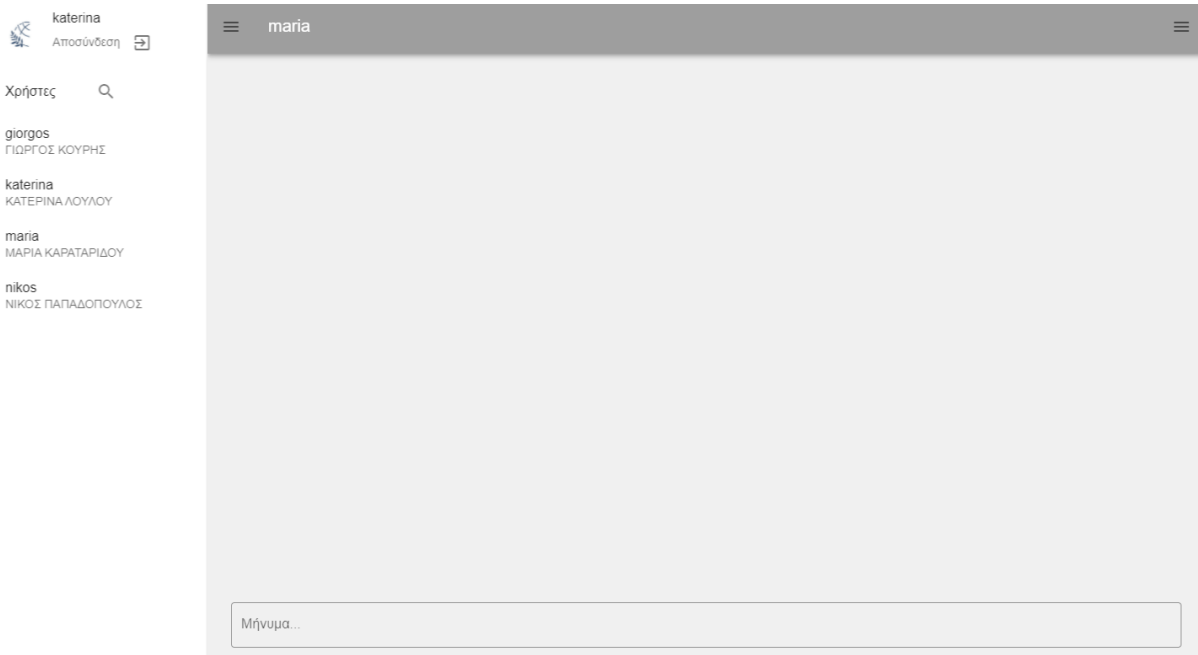 katerina
Αποσύνδεση
maria
Χρήστες
giorgos
ΓΙΩΡΓΟΣ ΚΟΥΡΗΣ
katerina
ΚΑΤΕΡΙΝΑ ΛΟΥΛΟΥ
maria
ΜΑΡΙΑ ΚΑΡΑΤΑΡΙΔΟΥ
nikos
ΝΙΚΟΣ ΠΑΠΑΔΟΠΟΥΛΟΣ
Μήνυμα...